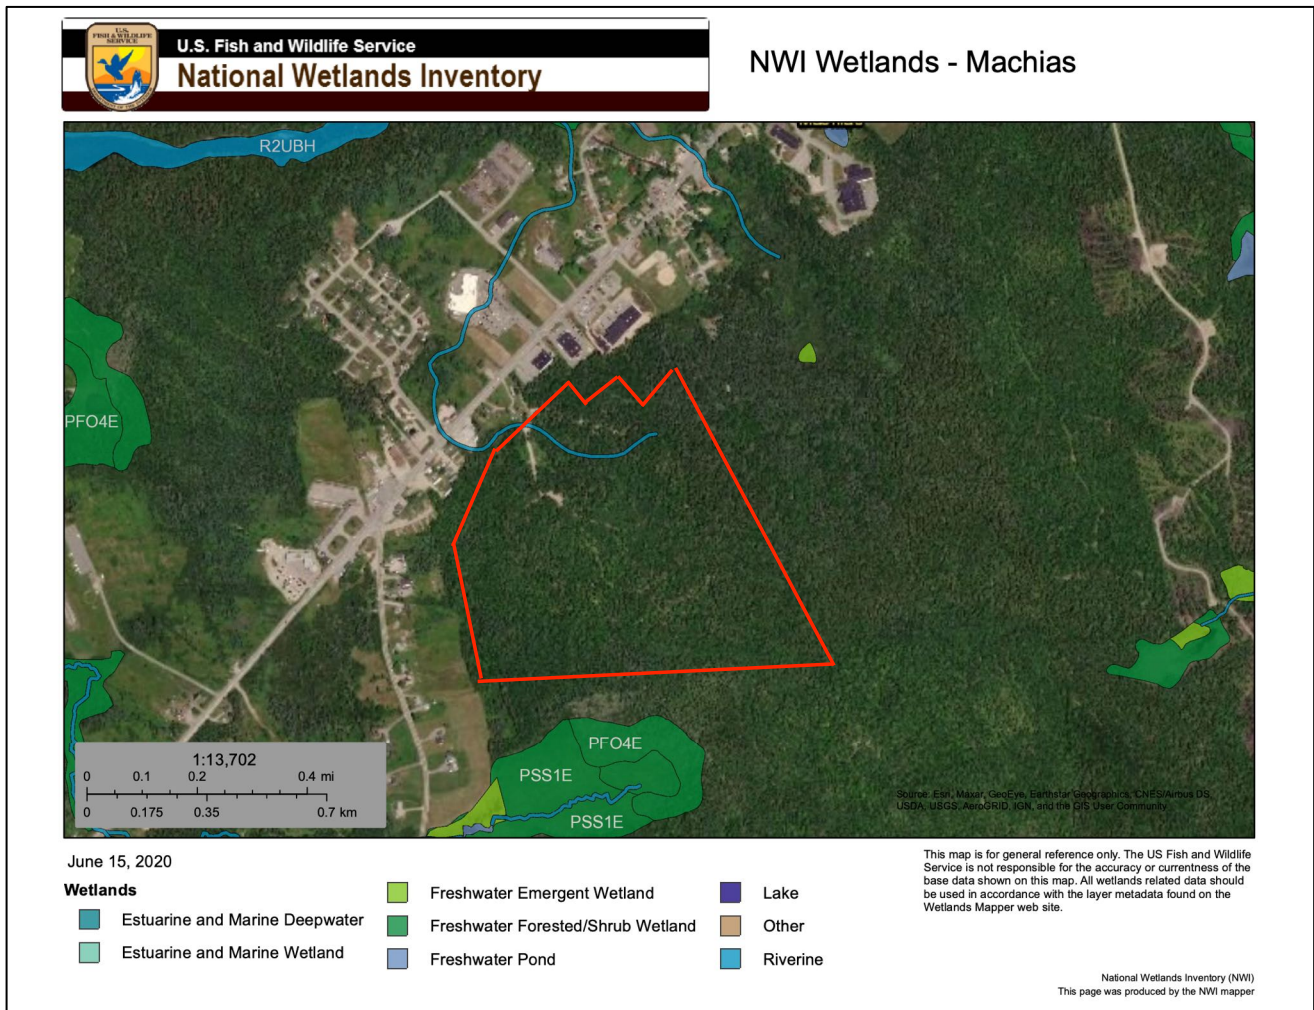 U.S.
FISH & WILDLIFE
SERVICE
U.S. Fish and Wildlife Service
National Wetlands Inventory
NWI Wetlands - Machias
R2UBH
PFO4E
PFO4E
PSS1E
PSS1E
1:13,702
0 0.1 0.2 0.4 mi
0 0.175 0.35 0.7 km
Source: Esri, Maxar, GeoEye, Earthstar Geographics, CNES/Airbus DS,
USDA, USGS, AeroGRID, IGN, and the GIS User Community
June 15, 2020
Wetlands
Estuarine and Marine Deepwater
Estuarine and Marine Wetland
Freshwater Emergent Wetland
Freshwater Forested/Shrub Wetland
Freshwater Pond
Lake
Other
Riverine
This map is for general reference only. The US Fish and Wildlife
Service is not responsible for the accuracy or currentness of the
base data shown on this map. All wetlands related data should
be used in accordance with the layer metadata found on the
Wetlands Mapper web site.
National Wetlands Inventory (NWI)
This page was produced by the NWI mapper